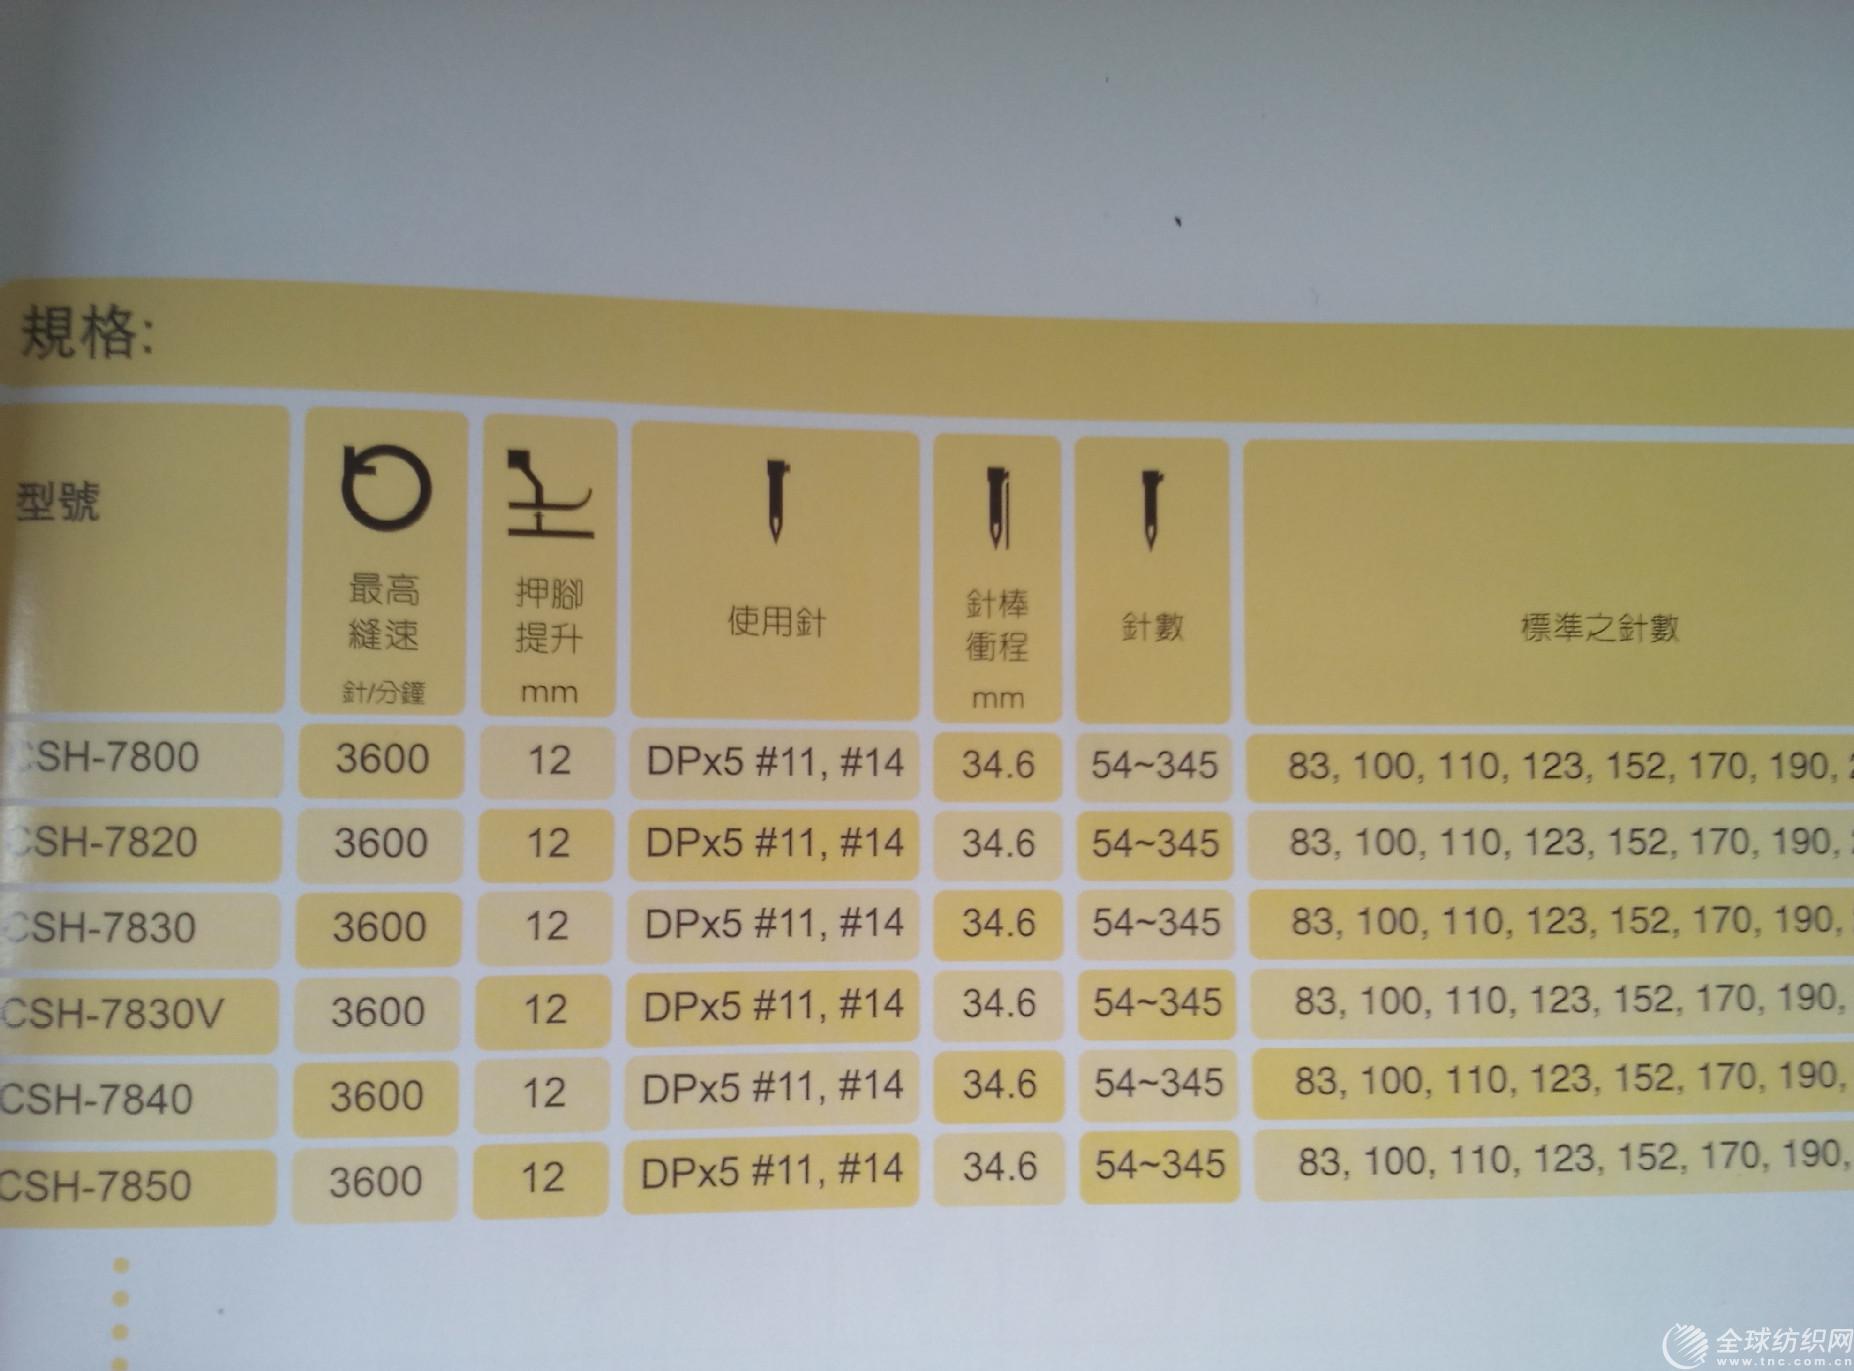 規格:
型號
最高
縫速
針/分鐘
押腳
提升
mm
使用針
針棒
衝程
mm
針數
標準之針數
CSH-7800 3600 12 DPx5 #11, #14 34.6 54~345 83, 100, 110, 123, 152, 170, 190,
CSH-7820 3600 12 DPx5 #11, #14 34.6 54~345 83, 100, 110, 123, 152, 170, 190,
CSH-7830 3600 12 DPx5 #11, #14 34.6 54~345 83, 100, 110, 123, 152, 170, 190,
CSH-7830V 3600 12 DPx5 #11, #14 34.6 54~345 83, 100, 110, 123, 152, 170, 190,
CSH-7840 3600 12 DPx5 #11, #14 34.6 54~345 83, 100, 110, 123, 152, 170, 190,
CSH-7850 3600 12 DPx5 #11, #14 34.6 54~345 83, 100, 110, 123, 152, 170, 190,
全球纺织网
www.tnc.com.cn